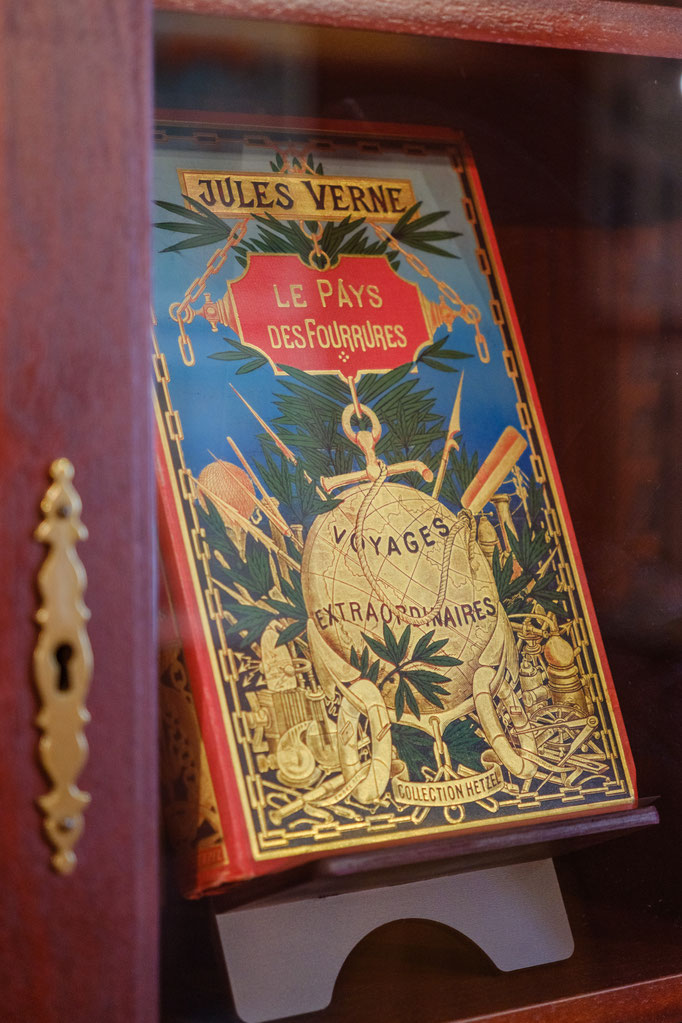 JULES VERNE
LE PAYS
DES FOURRURES
VOYAGES
EXTRAORDINAIRES
COLLECTION HETZEL